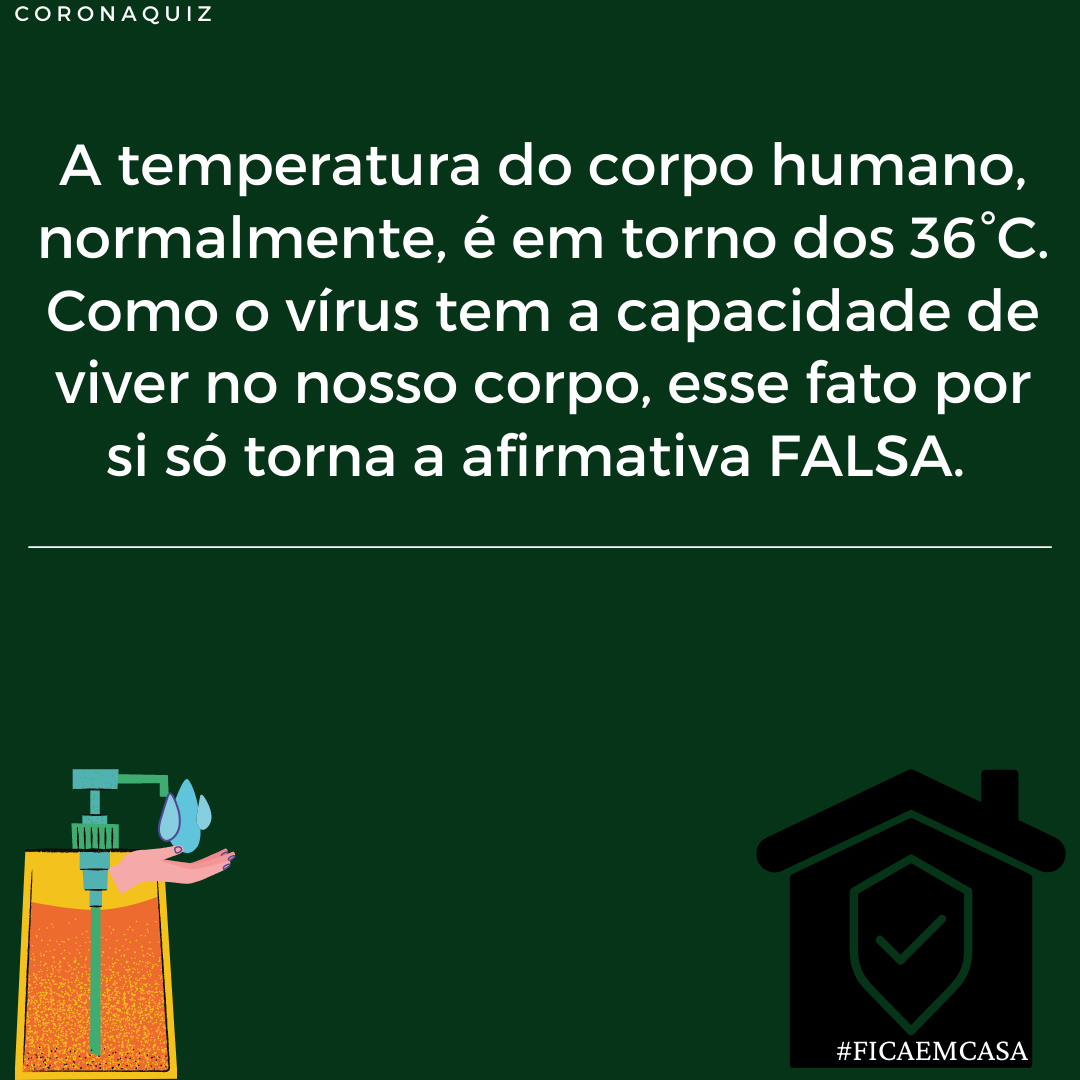 CORONAQUIZ
A temperatura do corpo humano,
normalmente, é em torno dos 36°C.
Como o vírus tem a capacidade de
viver no nosso corpo, esse fato por
si só torna a afirmativa FALSA.
#FICAEMCASA